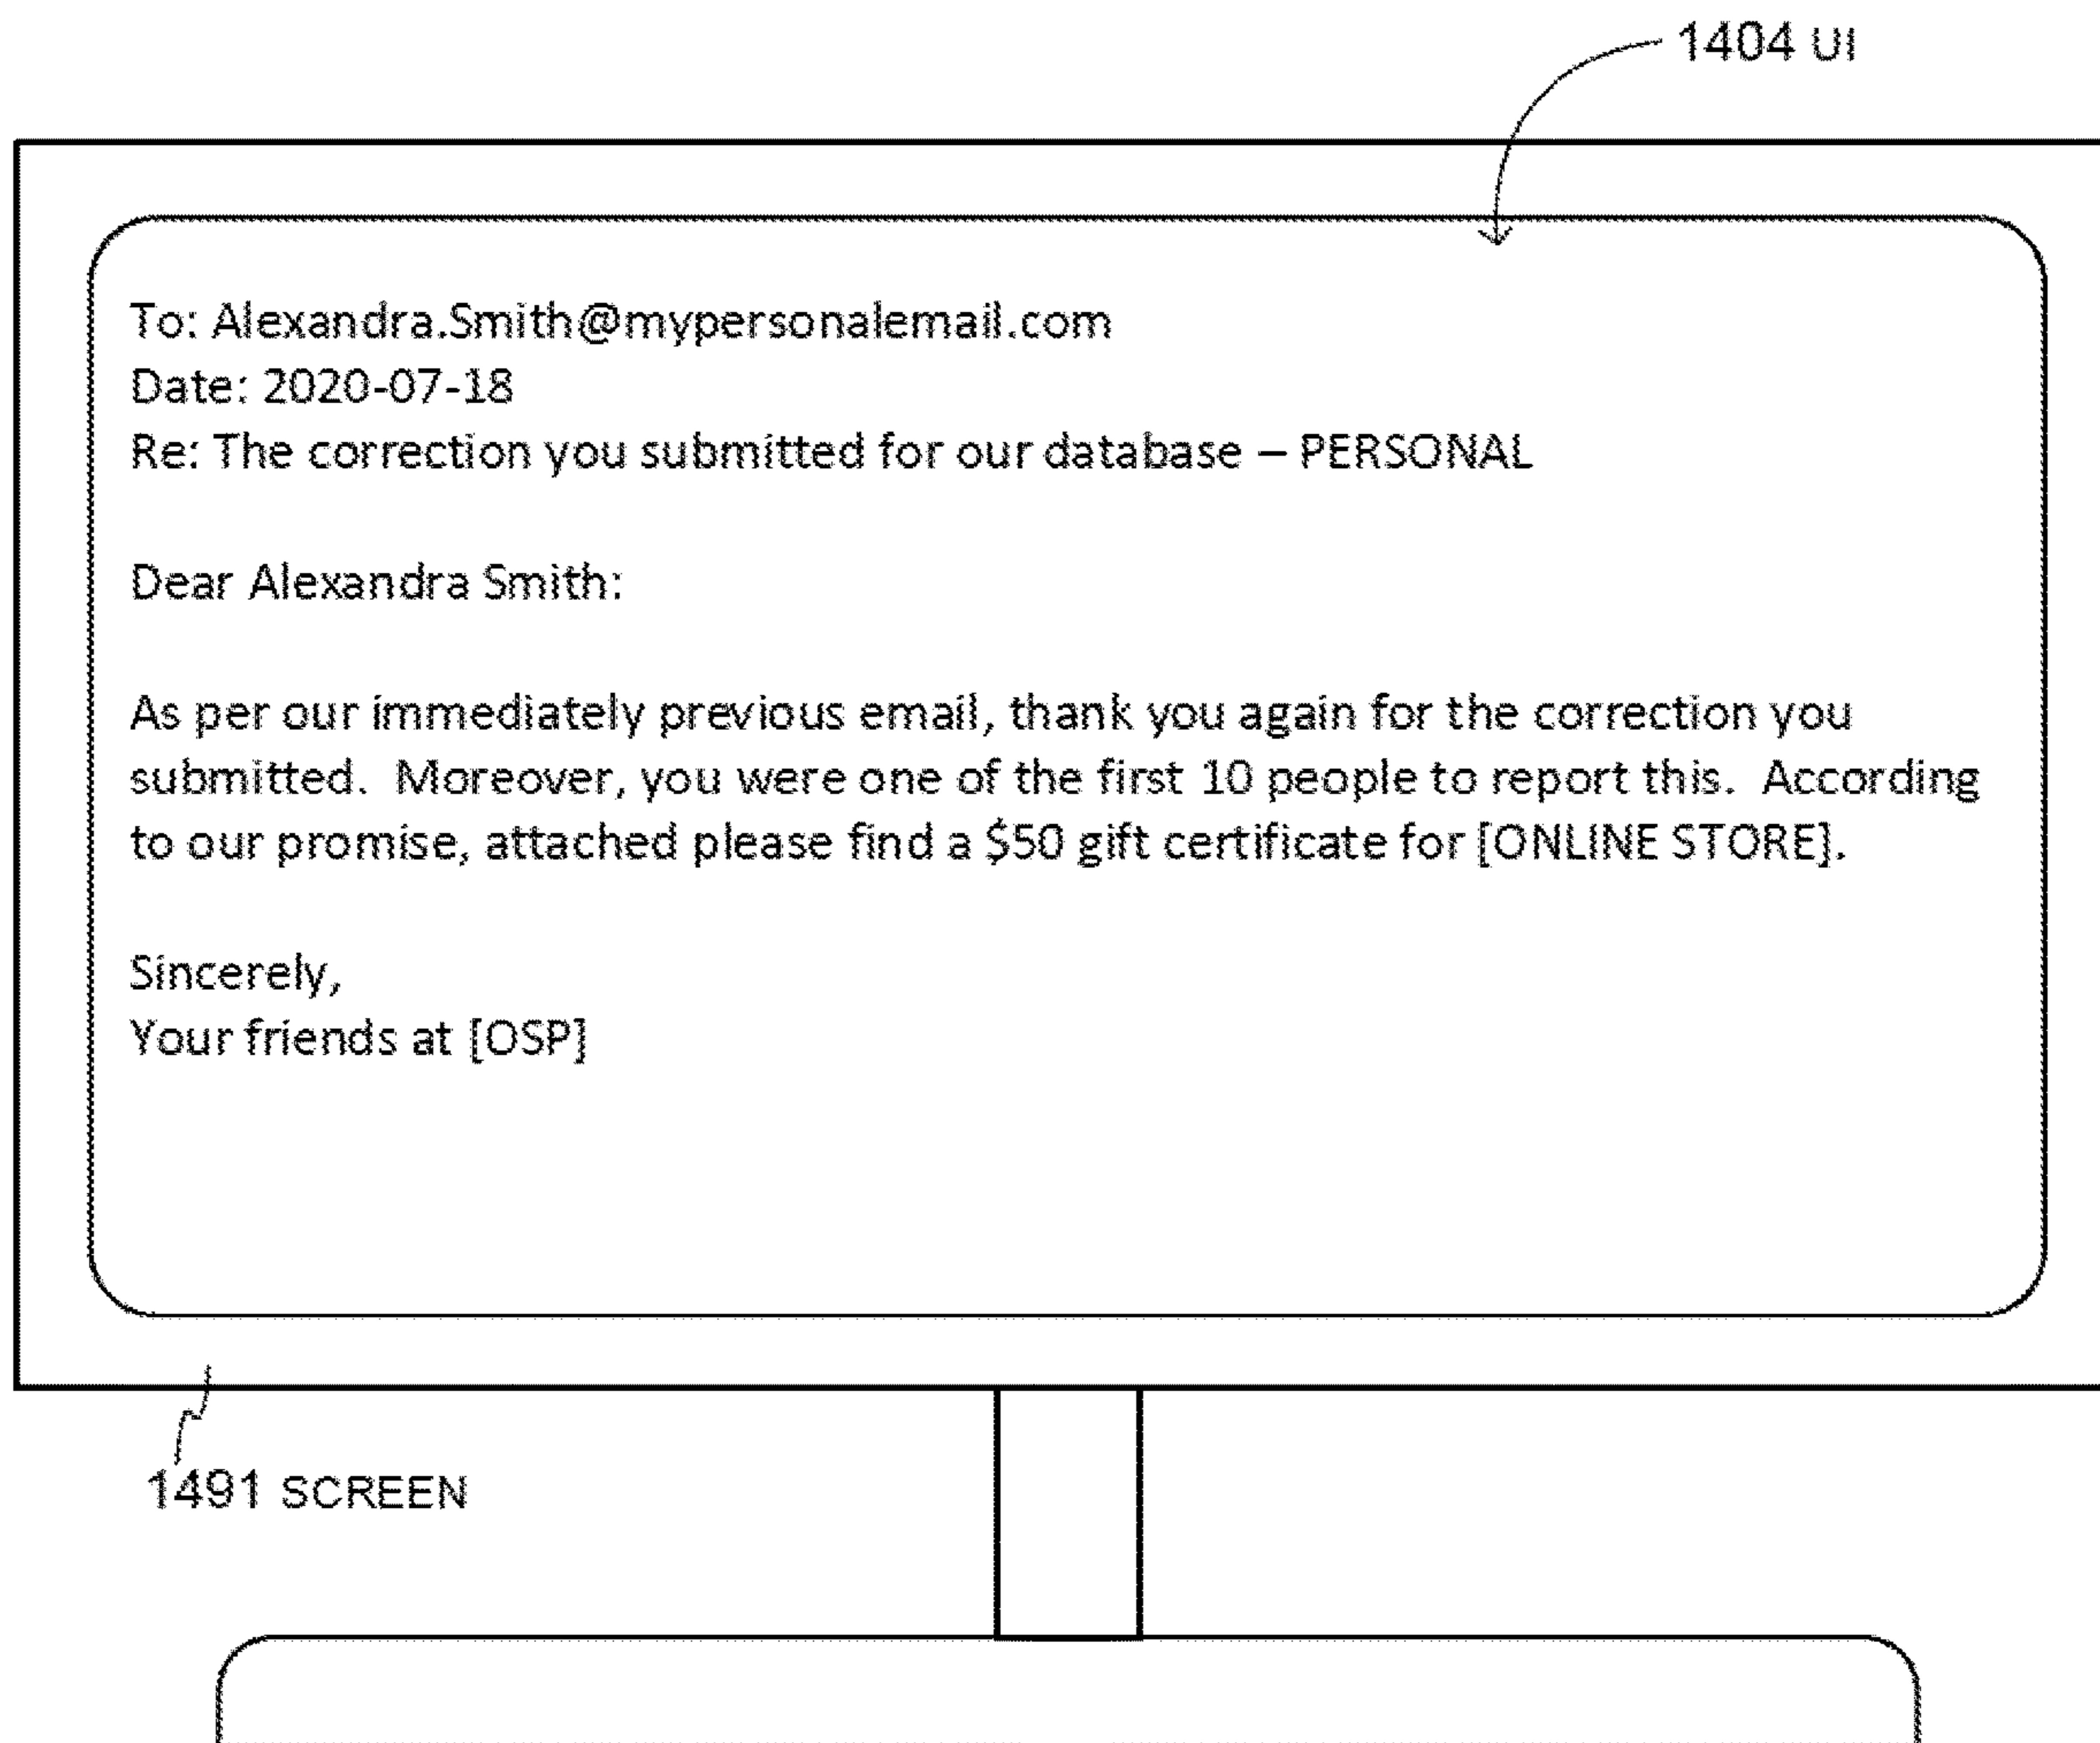 1404 UI
To: Alexandra.Smith@mypersonalemail.com
Date: 2020-07-18
Re: The correction you submitted for our database – PERSONAL
Dear Alexandra Smith:
As per our immediately previous email, thank you again for the correction you
submitted.  Moreover, you were one of the first 10 people to report this.  According
to our promise, attached please find a $50 gift certificate for [ONLINE STORE].
Sincerely,
Your friends at [OSP]
1491 SCREEN